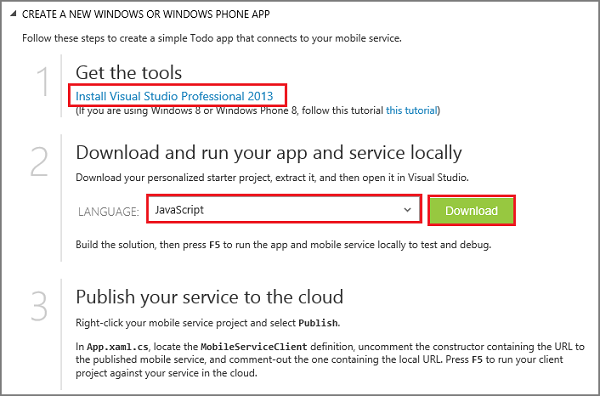 CREATE A NEW WINDOWS OR WINDOWS PHONE APP
Follow these steps to create a simple Todo app that connects to your mobile service.
1
Get the tools
Install Visual Studio Professional 2013
(If you are using Windows 8 or Windows Phone 8, follow this tutorial this tutorial)
2
Download and run your app and service locally
Download your personalized starter project, extract it, and then open it in Visual Studio.
LANGUAGE: JavaScript Download
Build the solution, then press F5 to run the app and mobile service locally to test and debug.
3
Publish your service to the cloud
Right-click your mobile service project and select Publish.
In App.xaml.cs, locate the MobileServiceClient definition, uncomment the constructor containing the URL to
the published mobile service, and comment-out the one containing the local URL. Press F5 to run your client
project against your service in the cloud.